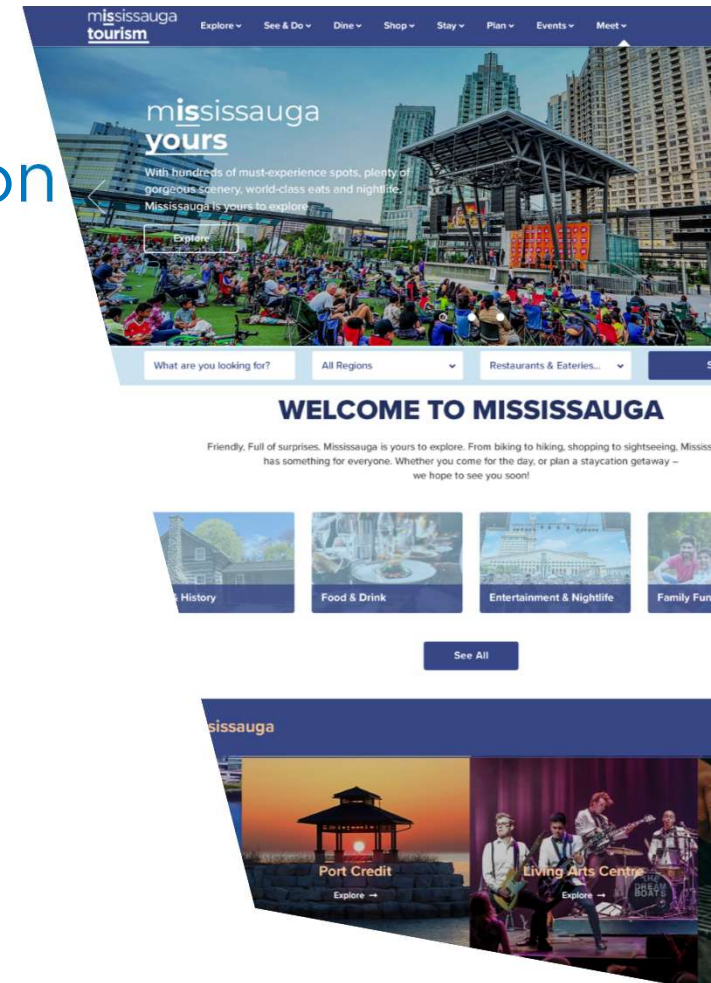 mississauga
tourism
Explore
See & Do
Dine
Shop
Stay
Plan
Events
Meet
on
mississauga
yours
With hundreds of must-experience spots, plenty of
gorgeous scenery, world-class eats and nightlife,
Mississauga is yours to explore.
Explore
What are you looking for?
All Regions
Restaurants & Eateries...
S
WELCOME TO MISSISSAUGA
Friendly. Full of surprises. Mississauga is yours to explore. From biking to hiking, shopping to sightseeing, Mississ
has something for everyone. Whether you come for the day, or plan a staycation getaway –
we hope to see you soon!
& History
Food & Drink
Entertainment & Nightlife
Family Fun
See All
sissauga
Port Credit
Explore →
Living Arts Centre
Explore →
THE
DREAM
BOATS